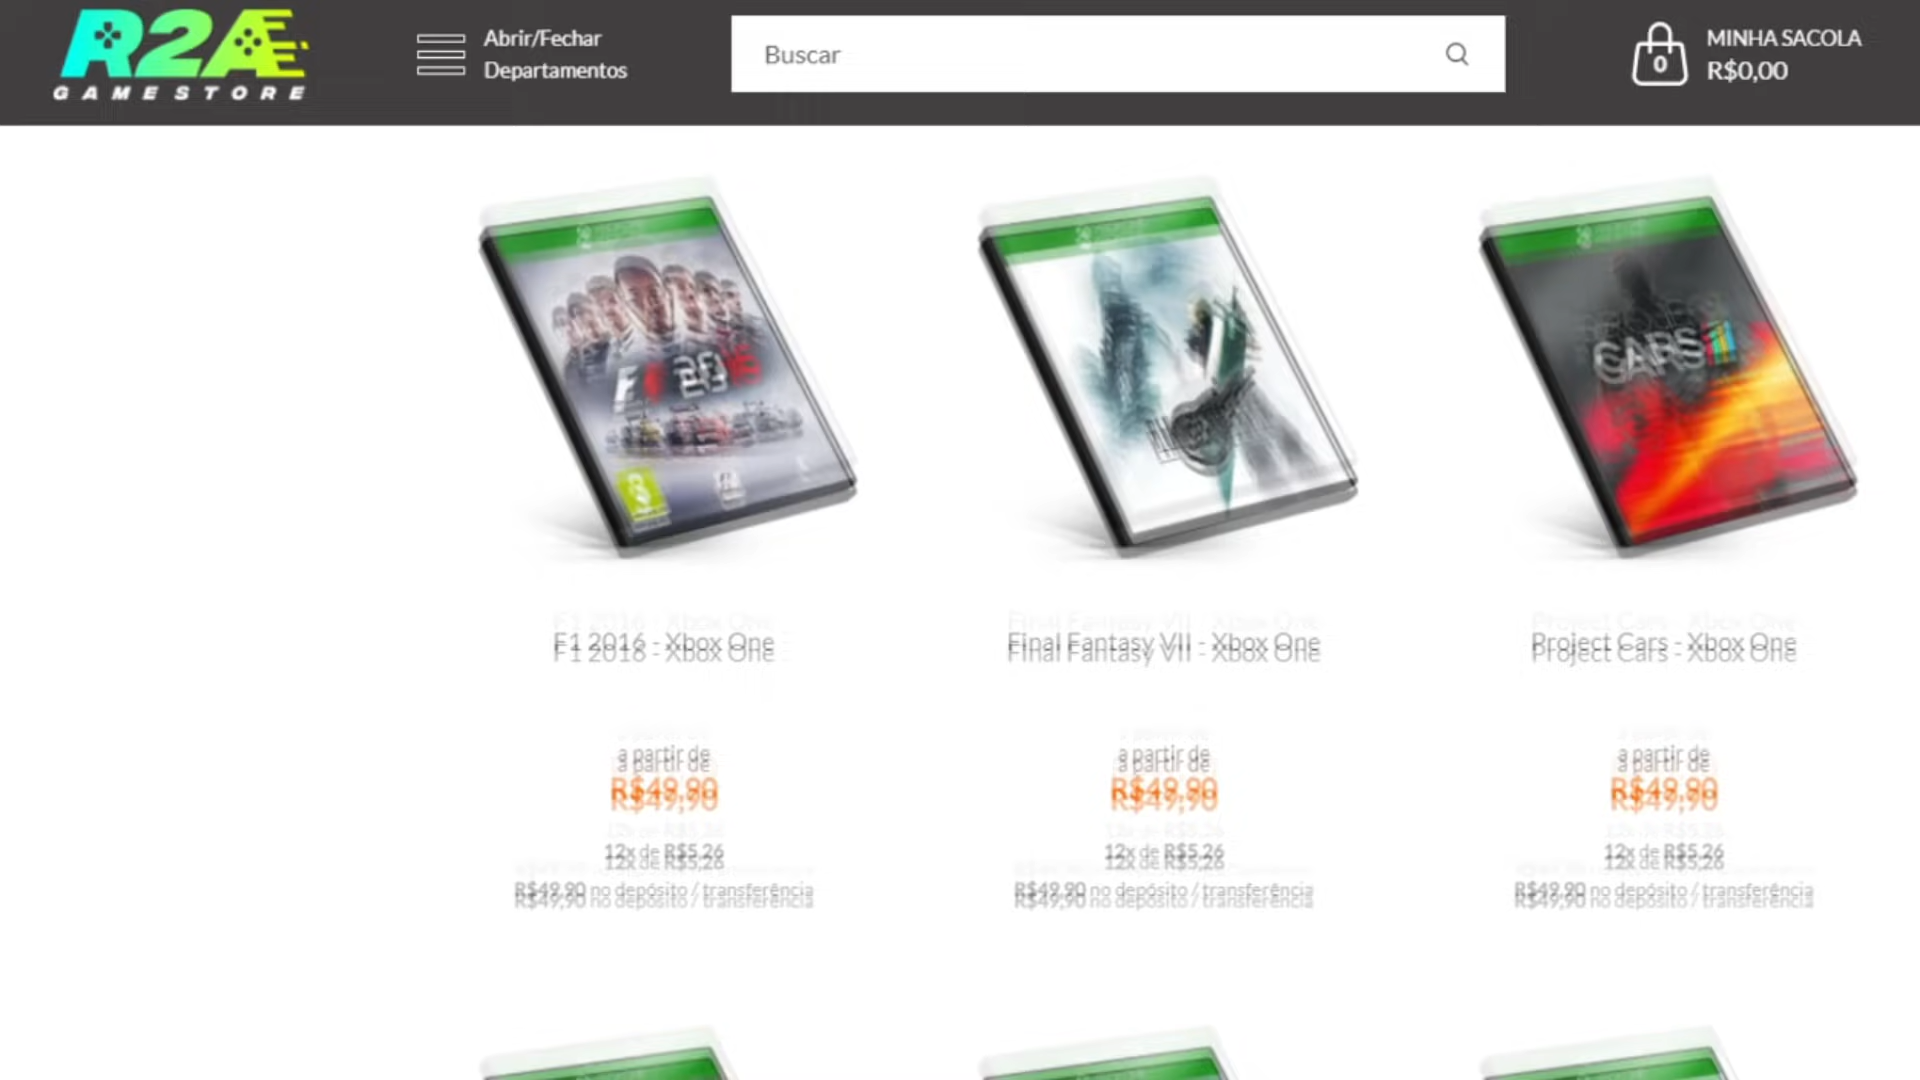 R2A
GAMESTORE
Abrir/Fechar
Departamentos
Buscar
0
MINHA SACOLA
R$0,00
CARS
F1 2016 - Xbox One
Final Fantasy VII - Xbox One
Project Cars - Xbox One
a partir de
R$49,90
12x de R$5,26
R$49,90 no depósito / transferência
a partir de
R$49,90
12x de R$5,26
R$49,90 no depósito / transferência
a partir de
R$49,90
12x de R$5,26
R$49,90 no depósito / transferência